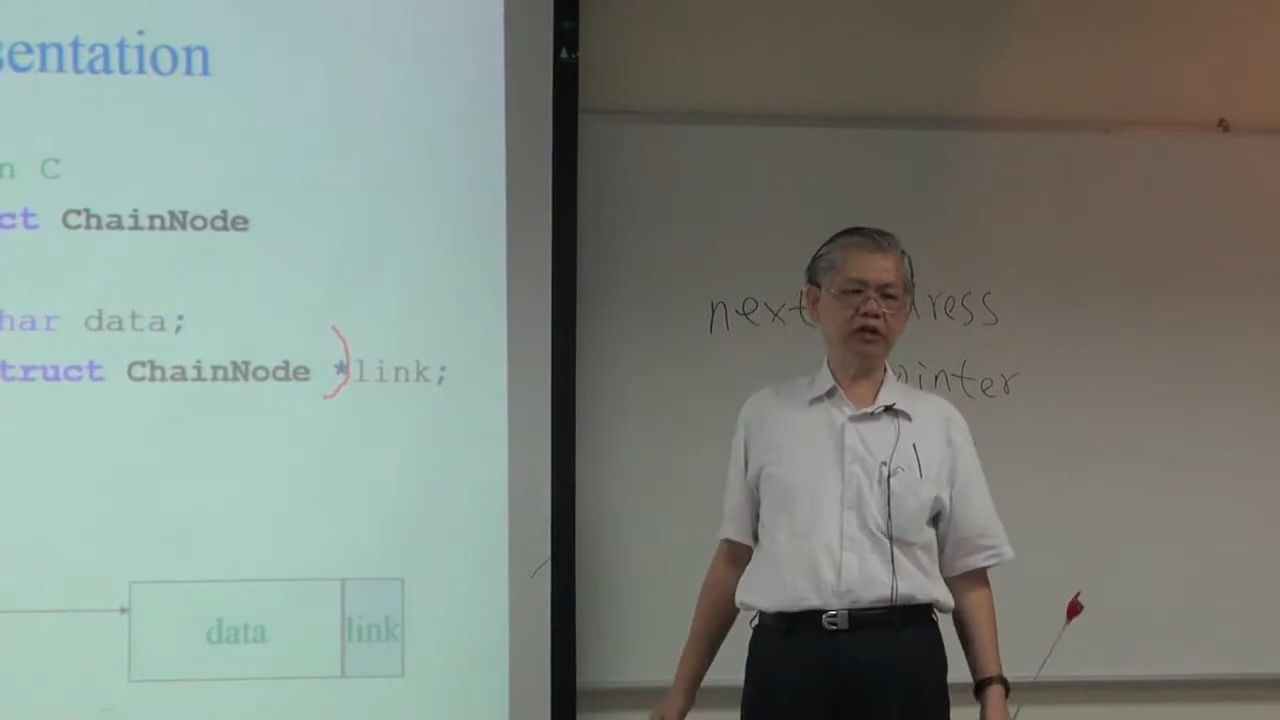 sentation
n C
ct ChainNode
har data;
truct ChainNode *link;
data link
next ress
inter